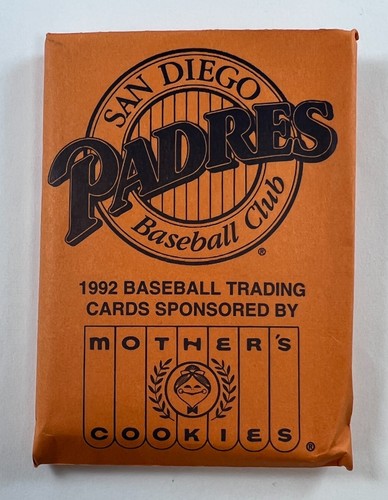 SAN DIEGO
PADRES
Baseball Club
®
1992 BASEBALL TRADING
CARDS SPONSORED BY
MOTHER'S
COOKIES ®